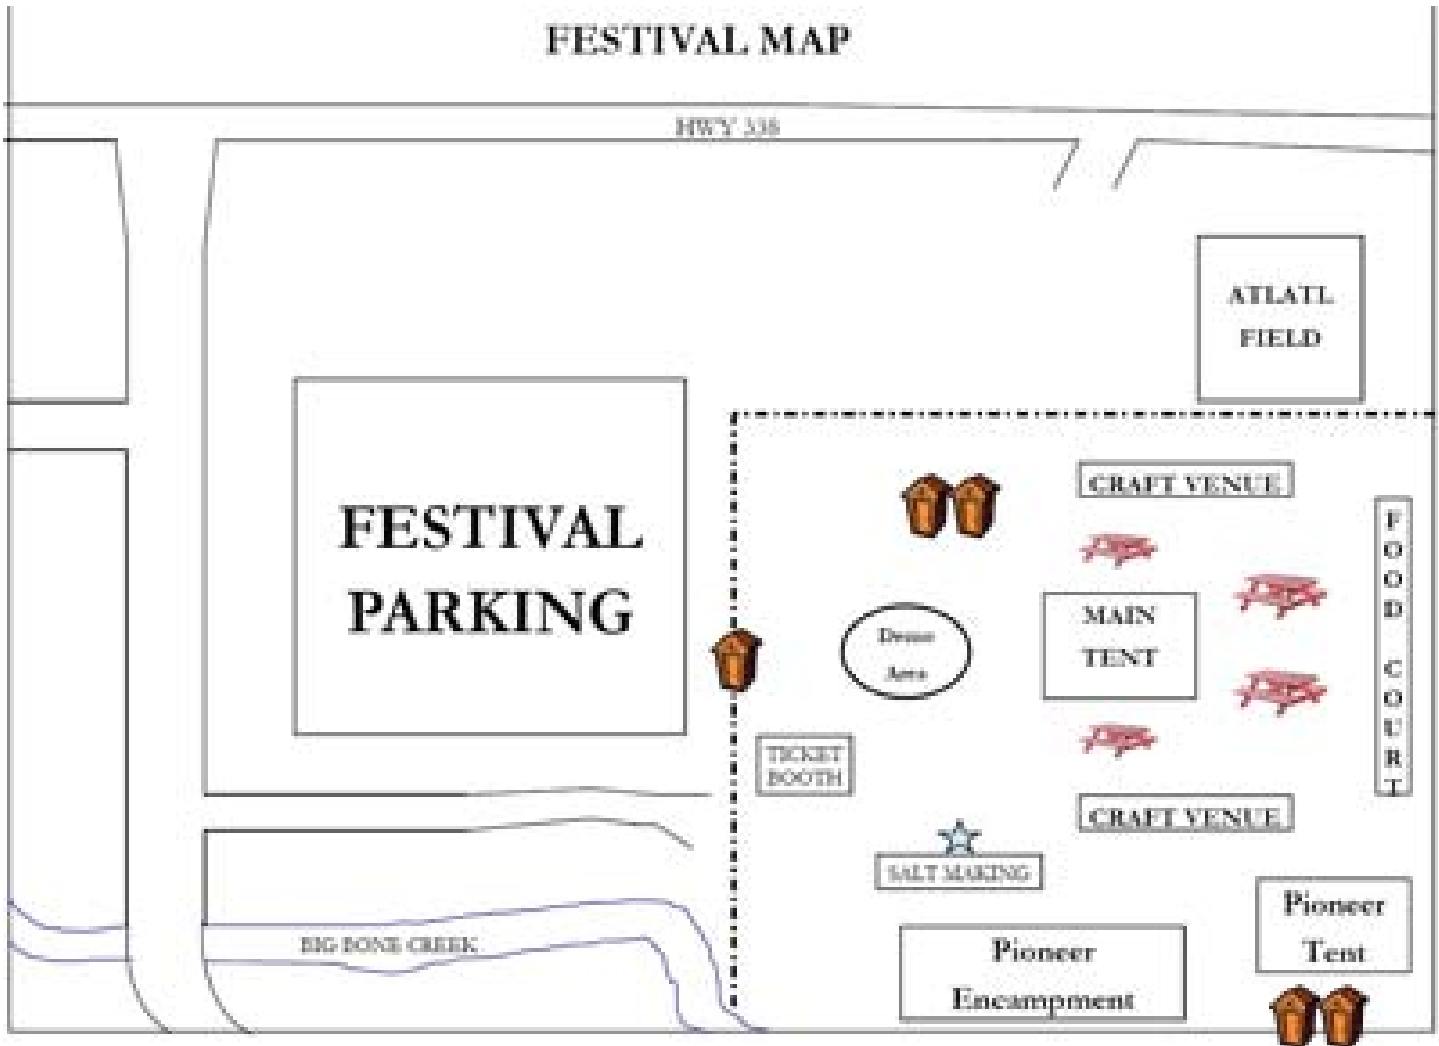 FESTIVAL MAP
HWY 338
ATLATL
FIELD
FESTIVAL
PARKING
CRAFT VENUE
FOOD COURT
MAIN
TENT
Demo
Area
TICKET
BOOTH
CRAFT VENUE
SALT MAKING
Pioneer
Tent
BIG BONE CREEK
Pioneer
Encampment